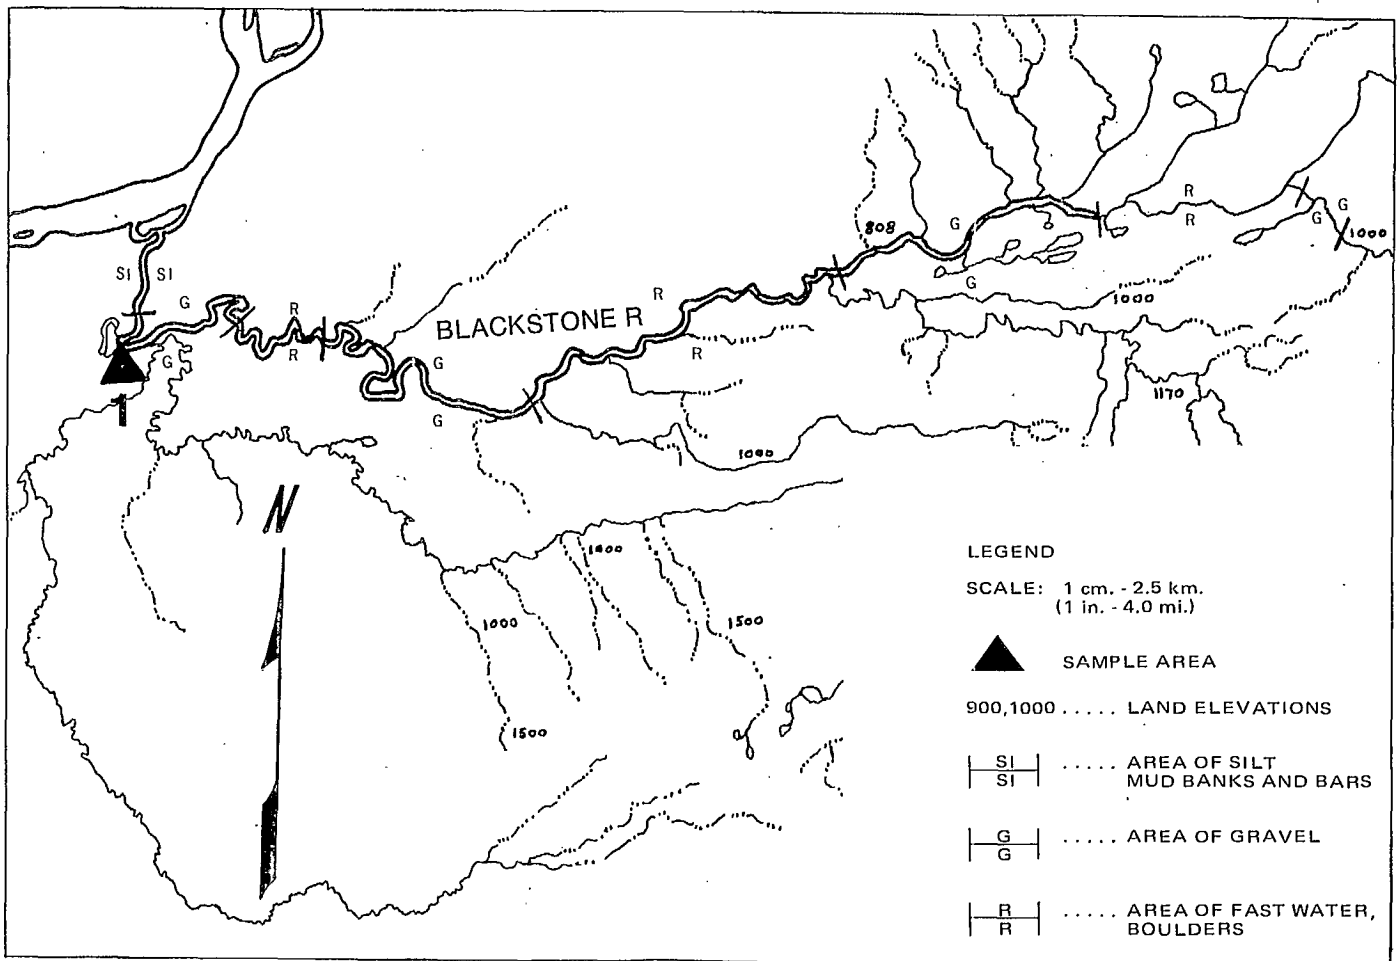 G
R
R
808
G
G
G
1000
SI
SI
G
R
R
BLACKSTONE R
R
R
G
1000
G
G
G
1170
1
1000
N
1400
1000
1500
1500
LEGEND
SCALE: 1 cm. - 2.5 km.
(1 in. - 4.0 mi.)
SAMPLE AREA
900,1000 ..... LAND ELEVATIONS
SI
SI
..... AREA OF SILT
MUD BANKS AND BARS
G
G
..... AREA OF GRAVEL
R
R
..... AREA OF FAST WATER,
BOULDERS